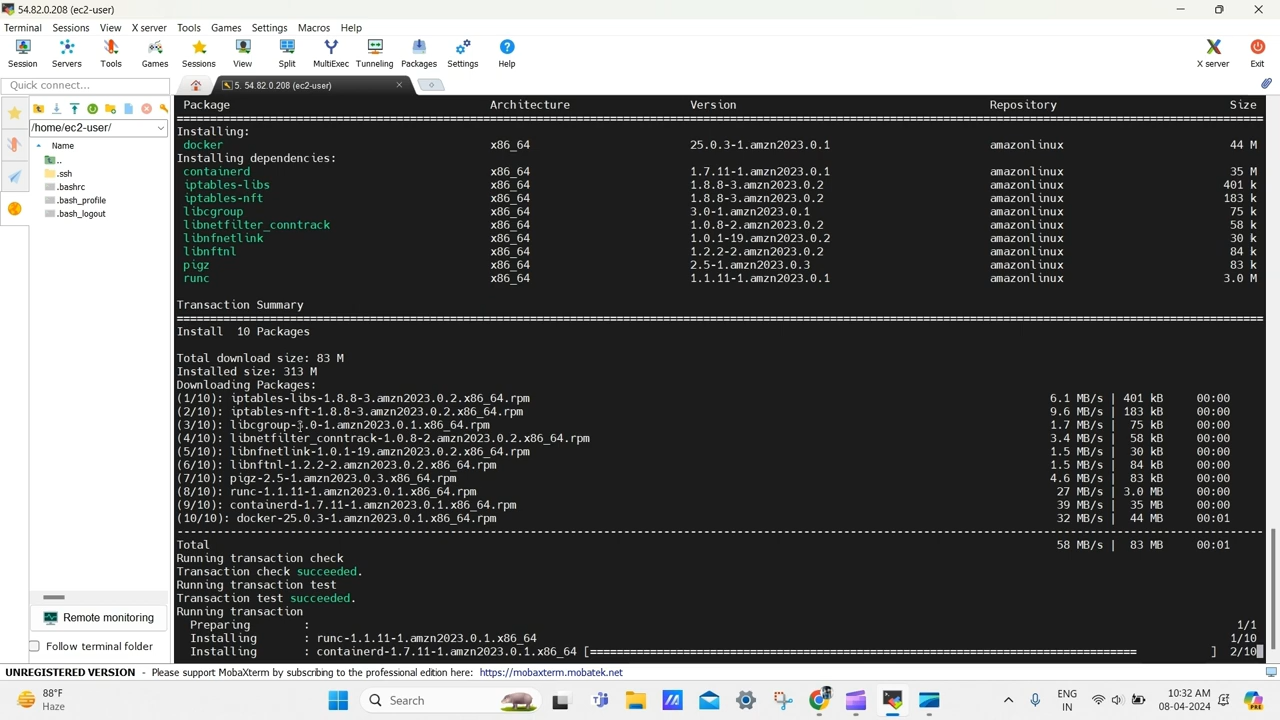 54.82.0.208 (ec2-user)
Terminal Sessions View X server Tools Games Settings Macros Help
Session Servers Tools Games Sessions View Split MultiExec Tunneling Packages Settings Help X server Exit
Quick connect...
5. 54.82.0.208 (ec2-user)
/home/ec2-user/
Name
..
.ssh
.bashrc
.bash_profile
.bash_logout
Remote monitoring
Follow terminal folder
Package Architecture Version Repository Size
Installing:
docker x86_64 25.0.3-1.amzn2023.0.1 amazonlinux 44 M
Installing dependencies:
containerd x86_64 1.7.11-1.amzn2023.0.1 amazonlinux 35 M
iptables-libs x86_64 1.8.8-3.amzn2023.0.2 amazonlinux 401 k
iptables-nft x86_64 1.8.8-3.amzn2023.0.2 amazonlinux 183 k
libcgroup x86_64 3.0-1.amzn2023.0.1 amazonlinux 75 k
libnetfilter_conntrack x86_64 1.0.8-2.amzn2023.0.2 amazonlinux 58 k
libnfnetlink x86_64 1.0.1-19.amzn2023.0.2 amazonlinux 30 k
libnftnl x86_64 1.2.2-2.amzn2023.0.2 amazonlinux 84 k
pigz x86_64 2.5-1.amzn2023.0.3 amazonlinux 83 k
runc x86_64 1.1.11-1.amzn2023.0.1 amazonlinux 3.0 M
Transaction Summary
Install 10 Packages
Total download size: 83 M
Installed size: 313 M
Downloading Packages:
(1/10): iptables-libs-1.8.8-3.amzn2023.0.2.x86_64.rpm 6.1 MB/s | 401 kB 00:00
(2/10): iptables-nft-1.8.8-3.amzn2023.0.2.x86_64.rpm 9.6 MB/s | 183 kB 00:00
(3/10): libcgroup-3.0-1.amzn2023.0.1.x86_64.rpm 1.7 MB/s | 75 kB 00:00
(4/10): libnetfilter_conntrack-1.0.8-2.amzn2023.0.2.x86_64.rpm 3.4 MB/s | 58 kB 00:00
(5/10): libnfnetlink-1.0.1-19.amzn2023.0.2.x86_64.rpm 1.5 MB/s | 30 kB 00:00
(6/10): libnftnl-1.2.2-2.amzn2023.0.2.x86_64.rpm 1.5 MB/s | 84 kB 00:00
(7/10): pigz-2.5-1.amzn2023.0.3.x86_64.rpm 4.6 MB/s | 83 kB 00:00
(8/10): runc-1.1.11-1.amzn2023.0.1.x86_64.rpm 27 MB/s | 3.0 MB 00:00
(9/10): containerd-1.7.11-1.amzn2023.0.1.x86_64.rpm 39 MB/s | 35 MB 00:00
(10/10): docker-25.0.3-1.amzn2023.0.1.x86_64.rpm 32 MB/s | 44 MB 00:01
Total 58 MB/s | 83 MB 00:01
Running transaction check
Transaction check succeeded.
Running transaction test
Transaction test succeeded.
Running transaction
Preparing : 1/1
Installing : runc-1.1.11-1.amzn2023.0.1.x86_64 1/10
Installing : containerd-1.7.11-1.amzn2023.0.1.x86_64 [============================================================ ] 2/10
UNREGISTERED VERSION - Please support MobaXterm by subscribing to the professional edition here: https://mobaxterm.mobatek.net
88°F
Haze
Search
ENG
IN
10:32 AM
08-04-2024